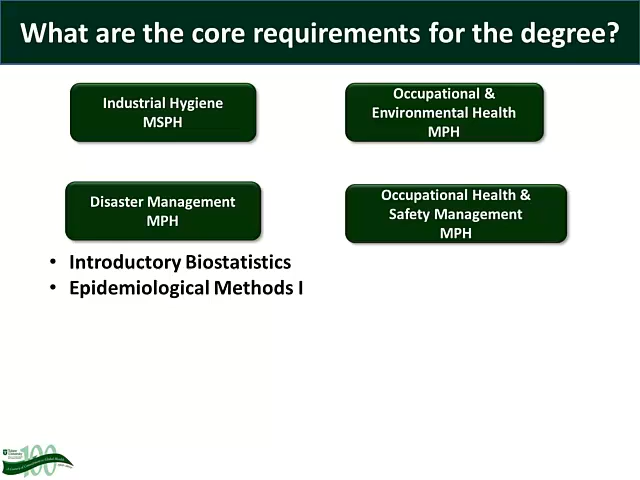 What are the core requirements for the degree?
Industrial Hygiene
MSPH
Occupational &
Environmental Health
MPH
Disaster Management
MPH
Occupational Health &
Safety Management
MPH
• Introductory Biostatistics
• Epidemiological Methods I
100